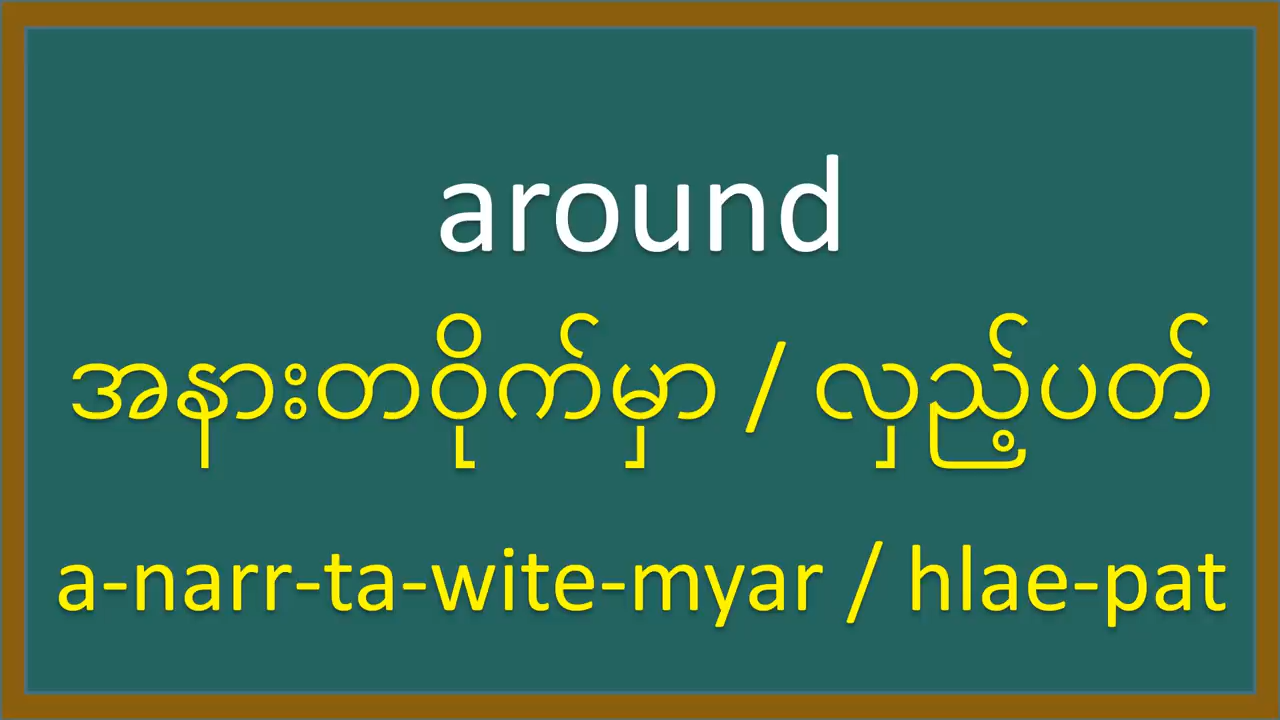 around
အနားတဝိုက်မှာ / လှည့်ပတ်
a-narr-ta-wite-myar / hlae-pat